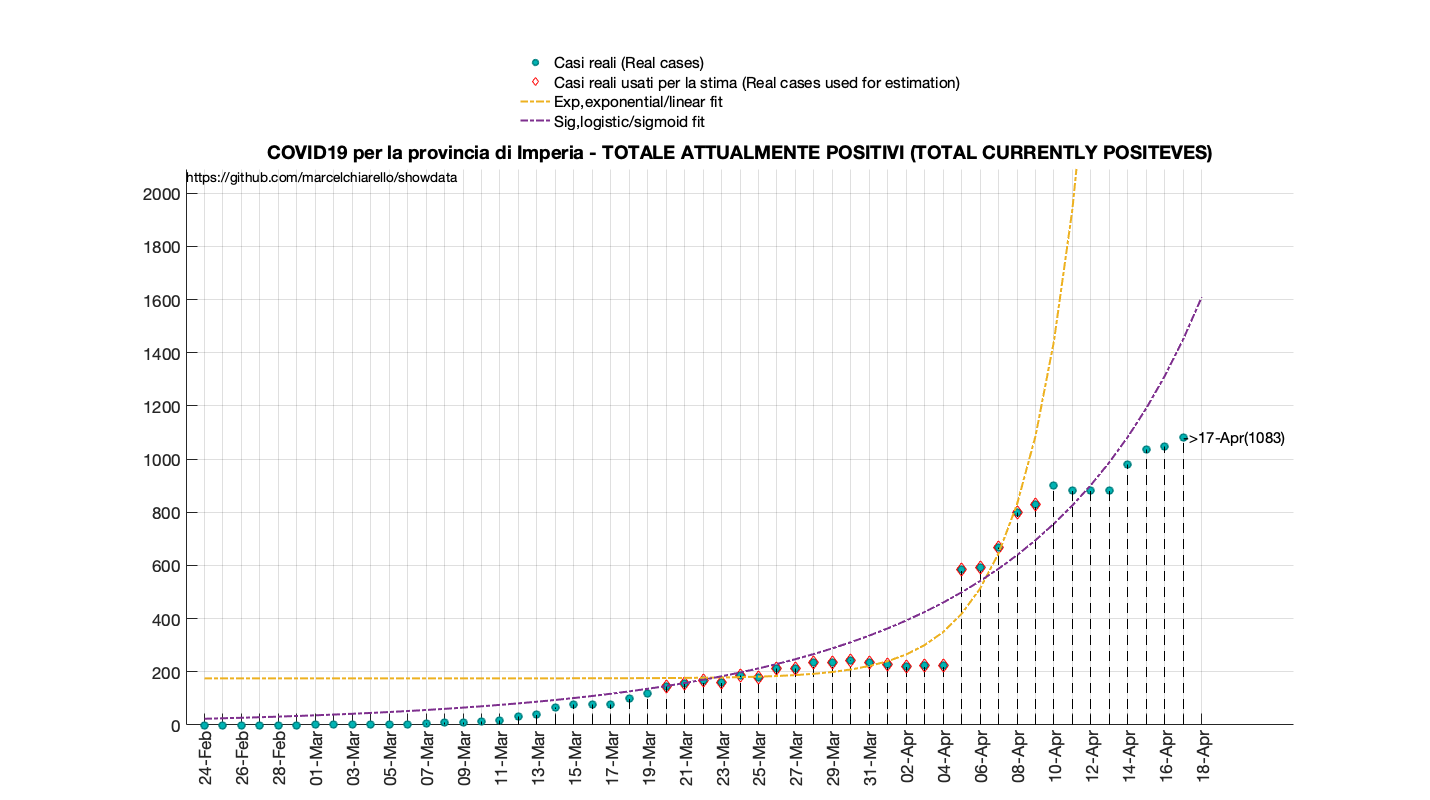 Casi reali (Real cases)
Casi reali usati per la stima (Real cases used for estimation)
Exp,exponential/linear fit
Sig,logistic/sigmoid fit
COVID19 per la provincia di Imperia - TOTALE ATTUALMENTE POSITIVI (TOTAL CURRENTLY POSITEVES)
https://github.com/marcelchiarello/showdata
2000
1800
1600
1400
1200
1000
800
600
400
200
0
->17-Apr(1083)
24-Feb
26-Feb
28-Feb
01-Mar
03-Mar
05-Mar
07-Mar
09-Mar
11-Mar
13-Mar
15-Mar
17-Mar
19-Mar
21-Mar
23-Mar
25-Mar
27-Mar
29-Mar
31-Mar
02-Apr
04-Apr
06-Apr
08-Apr
10-Apr
12-Apr
14-Apr
16-Apr
18-Apr